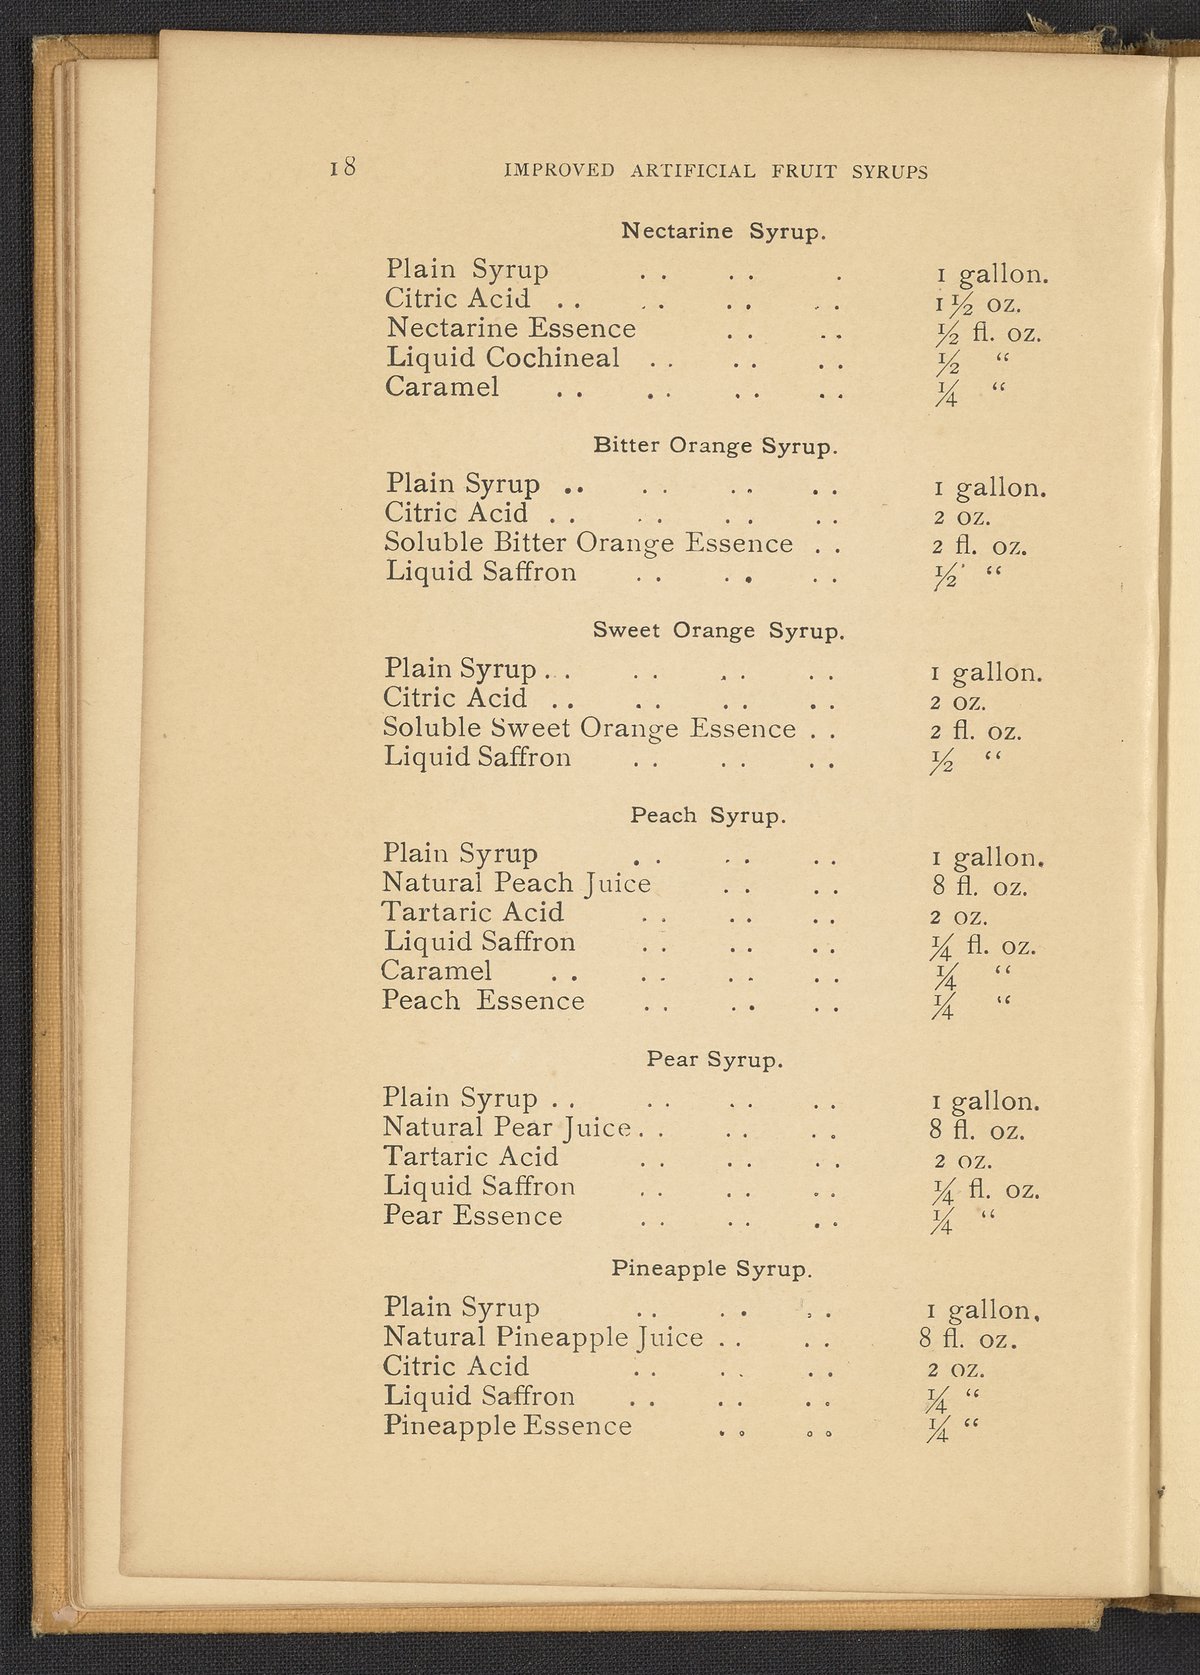 18 IMPROVED ARTIFICIAL FRUIT SYRUPS
Nectarine Syrup.
Plain Syrup .. .. . 1 gallon.
Citric Acid .. .. .. .. 1½ oz.
Nectarine Essence .. .. ½ fl. oz.
Liquid Cochineal .. .. .. ½ “
Caramel .. .. .. .. ¼ “
Bitter Orange Syrup.
Plain Syrup .. .. .. .. 1 gallon.
Citric Acid .. .. .. .. 2 oz.
Soluble Bitter Orange Essence .. 2 fl. oz.
Liquid Saffron .. .. .. ½ “
Sweet Orange Syrup.
Plain Syrup .. .. .. .. 1 gallon.
Citric Acid .. .. .. .. 2 oz.
Soluble Sweet Orange Essence .. 2 fl. oz.
Liquid Saffron .. .. .. ½ “
Peach Syrup.
Plain Syrup .. .. .. 1 gallon.
Natural Peach Juice .. .. 8 fl. oz.
Tartaric Acid .. .. .. 2 oz.
Liquid Saffron .. .. .. ¼ fl. oz.
Caramel .. .. .. .. ¼ “
Peach Essence .. .. .. ¼ “
Pear Syrup.
Plain Syrup .. .. .. .. 1 gallon.
Natural Pear Juice .. .. .. 8 fl. oz.
Tartaric Acid .. .. .. 2 oz.
Liquid Saffron .. .. .. ¼ fl. oz.
Pear Essence .. .. .. ¼ “
Pineapple Syrup.
Plain Syrup .. .. .. 1 gallon.
Natural Pineapple Juice .. .. 8 fl. oz.
Citric Acid .. .. .. 2 oz.
Liquid Saffron .. .. .. ¼ “
Pineapple Essence .. .. ¼ “